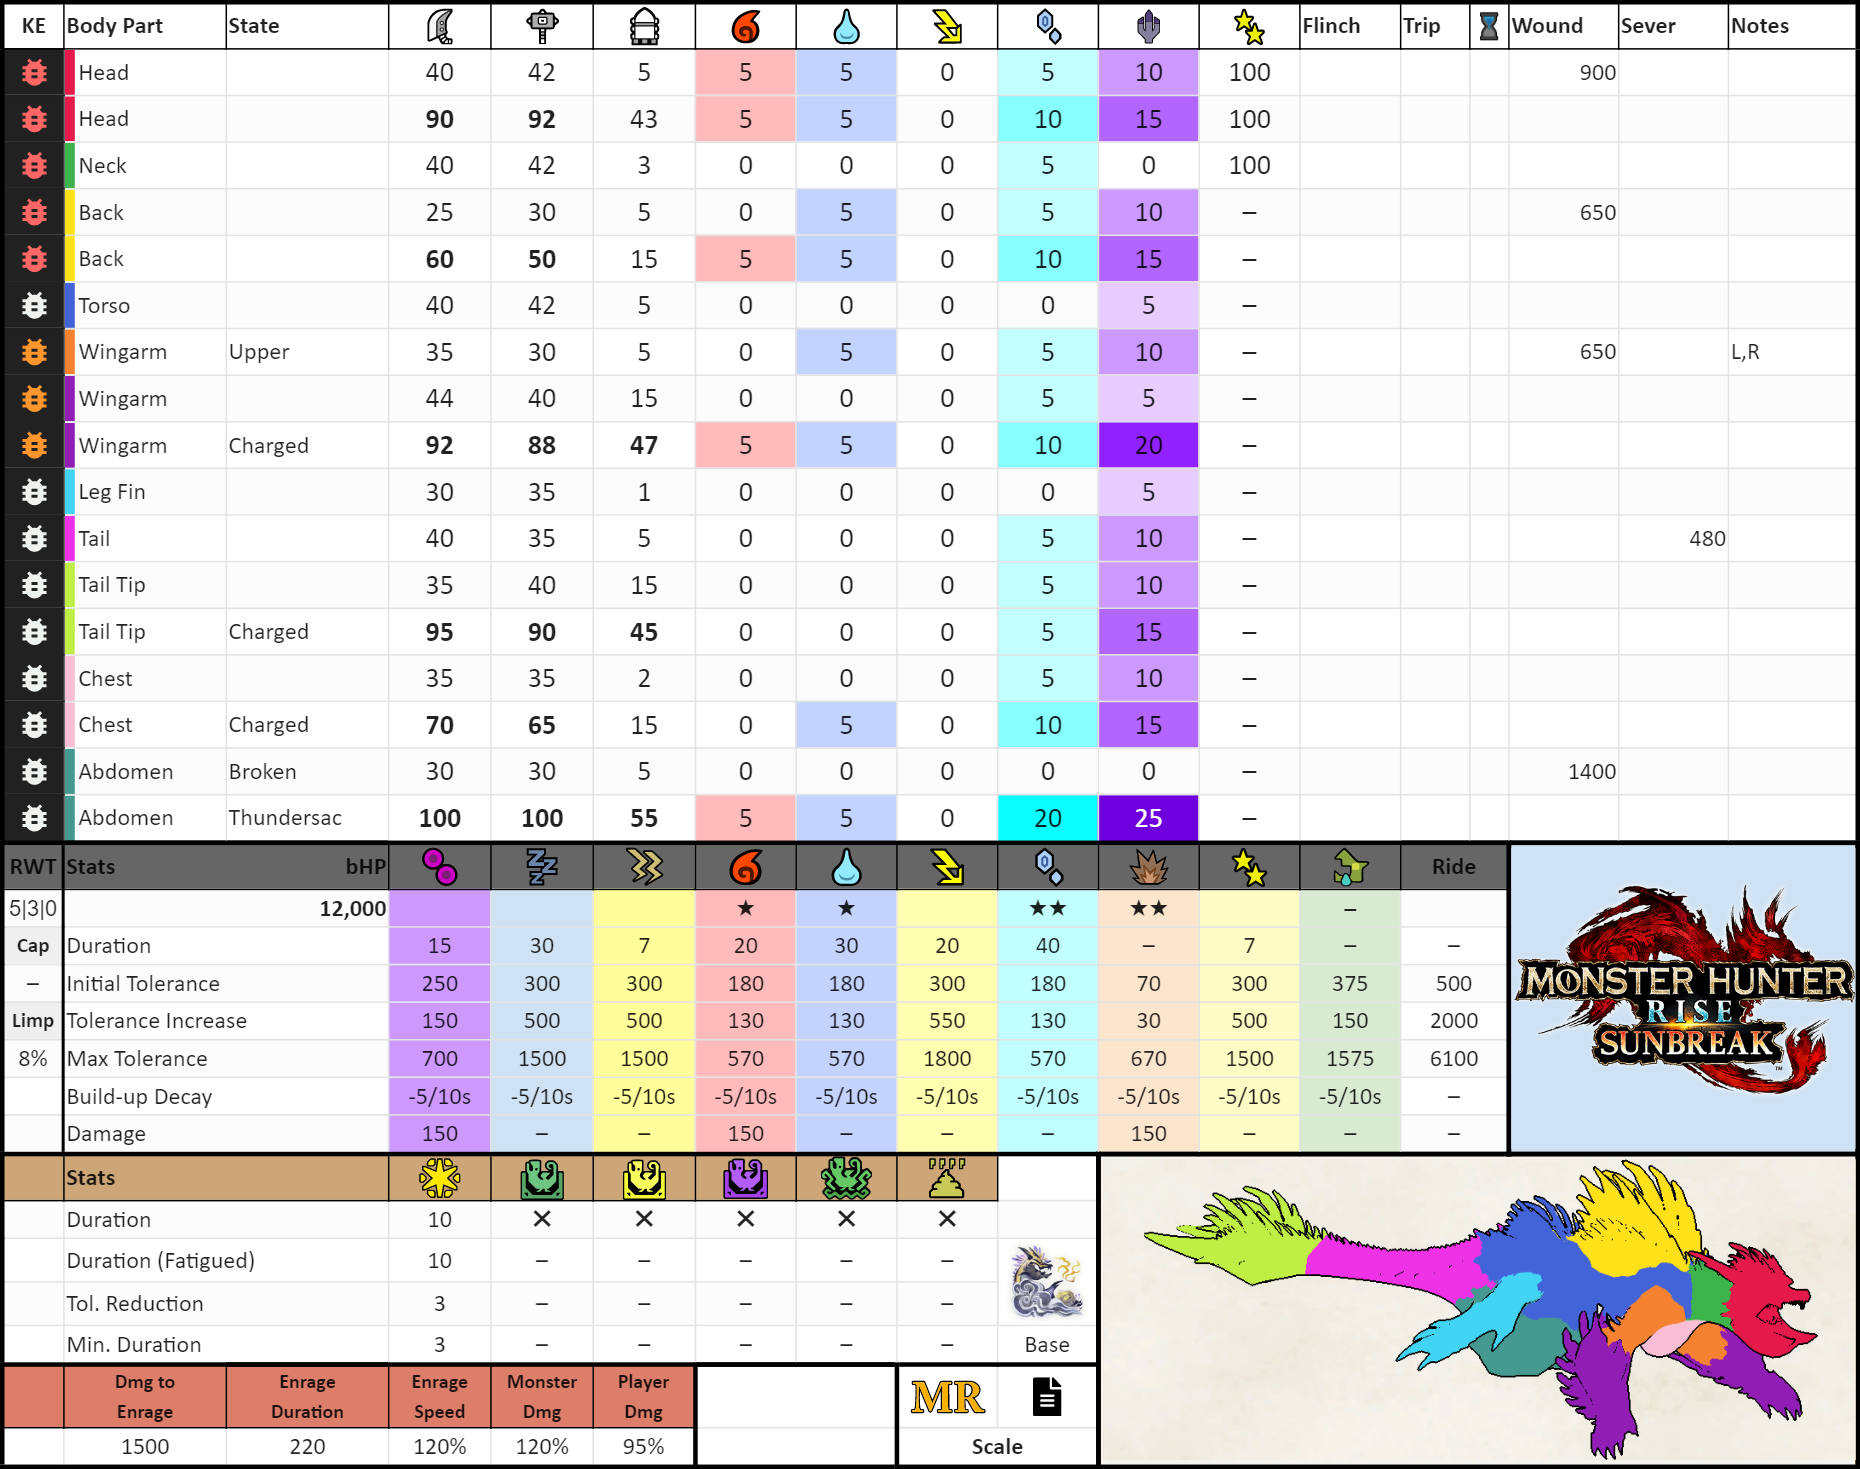 KE Body Part State Flinch Trip Wound Sever Notes
Head 40 42 5 5 5 0 5 10 100 900
Head 90 92 43 5 5 0 10 15 100
Neck 40 42 3 0 0 0 5 0 100
Back 25 30 5 0 5 0 5 10 – 650
Back 60 50 15 5 5 0 10 15 –
Torso 40 42 5 0 0 0 0 5 –
Wingarm Upper 35 30 5 0 5 0 5 10 – 650 L,R
Wingarm 44 40 15 0 0 0 5 5 –
Wingarm Charged 92 88 47 5 5 0 10 20 –
Leg Fin 30 35 1 0 0 0 0 5 –
Tail 40 35 5 0 0 0 5 10 – 480
Tail Tip 35 40 15 0 0 0 5 10 –
Tail Tip Charged 95 90 45 0 0 0 5 15 –
Chest 35 35 2 0 0 0 5 10 –
Chest Charged 70 65 15 0 5 0 10 15 –
Abdomen Broken 30 30 5 0 0 0 0 0 – 1400
Abdomen Thundersac 100 100 55 5 5 0 20 25 –
RWT Stats bHP Ride
5|3|0 12,000 ★ ★ ★★ ★★ –
Cap Duration 15 30 7 20 30 20 40 – 7 – –
– Initial Tolerance 250 300 300 180 180 300 180 70 300 375 500
Limp Tolerance Increase 150 500 500 130 130 550 130 30 500 150 2000
8% Max Tolerance 700 1500 1500 570 570 1800 570 670 1500 1575 6100
Build-up Decay -5/10s -5/10s -5/10s -5/10s -5/10s -5/10s -5/10s -5/10s -5/10s -5/10s –
Damage 150 – – 150 – – – 150 – – –
MONSTER HUNTER
RISE
SUNBREAK
™
Stats
Duration 10 ✕ ✕ ✕ ✕ ✕
Duration (Fatigued) 10 – – – – –
Tol. Reduction 3 – – – – –
Min. Duration 3 – – – – – Base
Dmg to Enrage Enrage Monster Player
Enrage Duration Speed Dmg Dmg
MR
1500 220 120% 120% 95% Scale